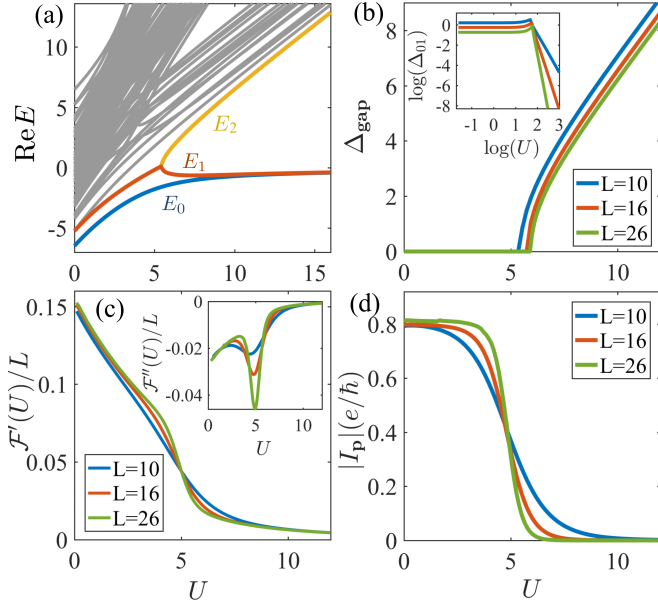 (a)
ReE
10
5
0
-5
0
5
10
15
E₂
E₁
E₀
(b)
Δgap
8
6
4
2
0
0
5
10
log(Δ₀₁)
0
-2
-4
-6
-8
-1
0
1
2
3
log(U)
L=10
L=16
L=26
(c)
ℱ′(U)/L
0.15
0.10
0.05
0
0
5
10
U
ℱ″(U)/L
0
-0.02
-0.04
0
5
10
U
L=10
L=16
L=26
(d)
|Iₚ|(e/ħ)
0.8
0.6
0.4
0.2
0
0
5
10
U
L=10
L=16
L=26